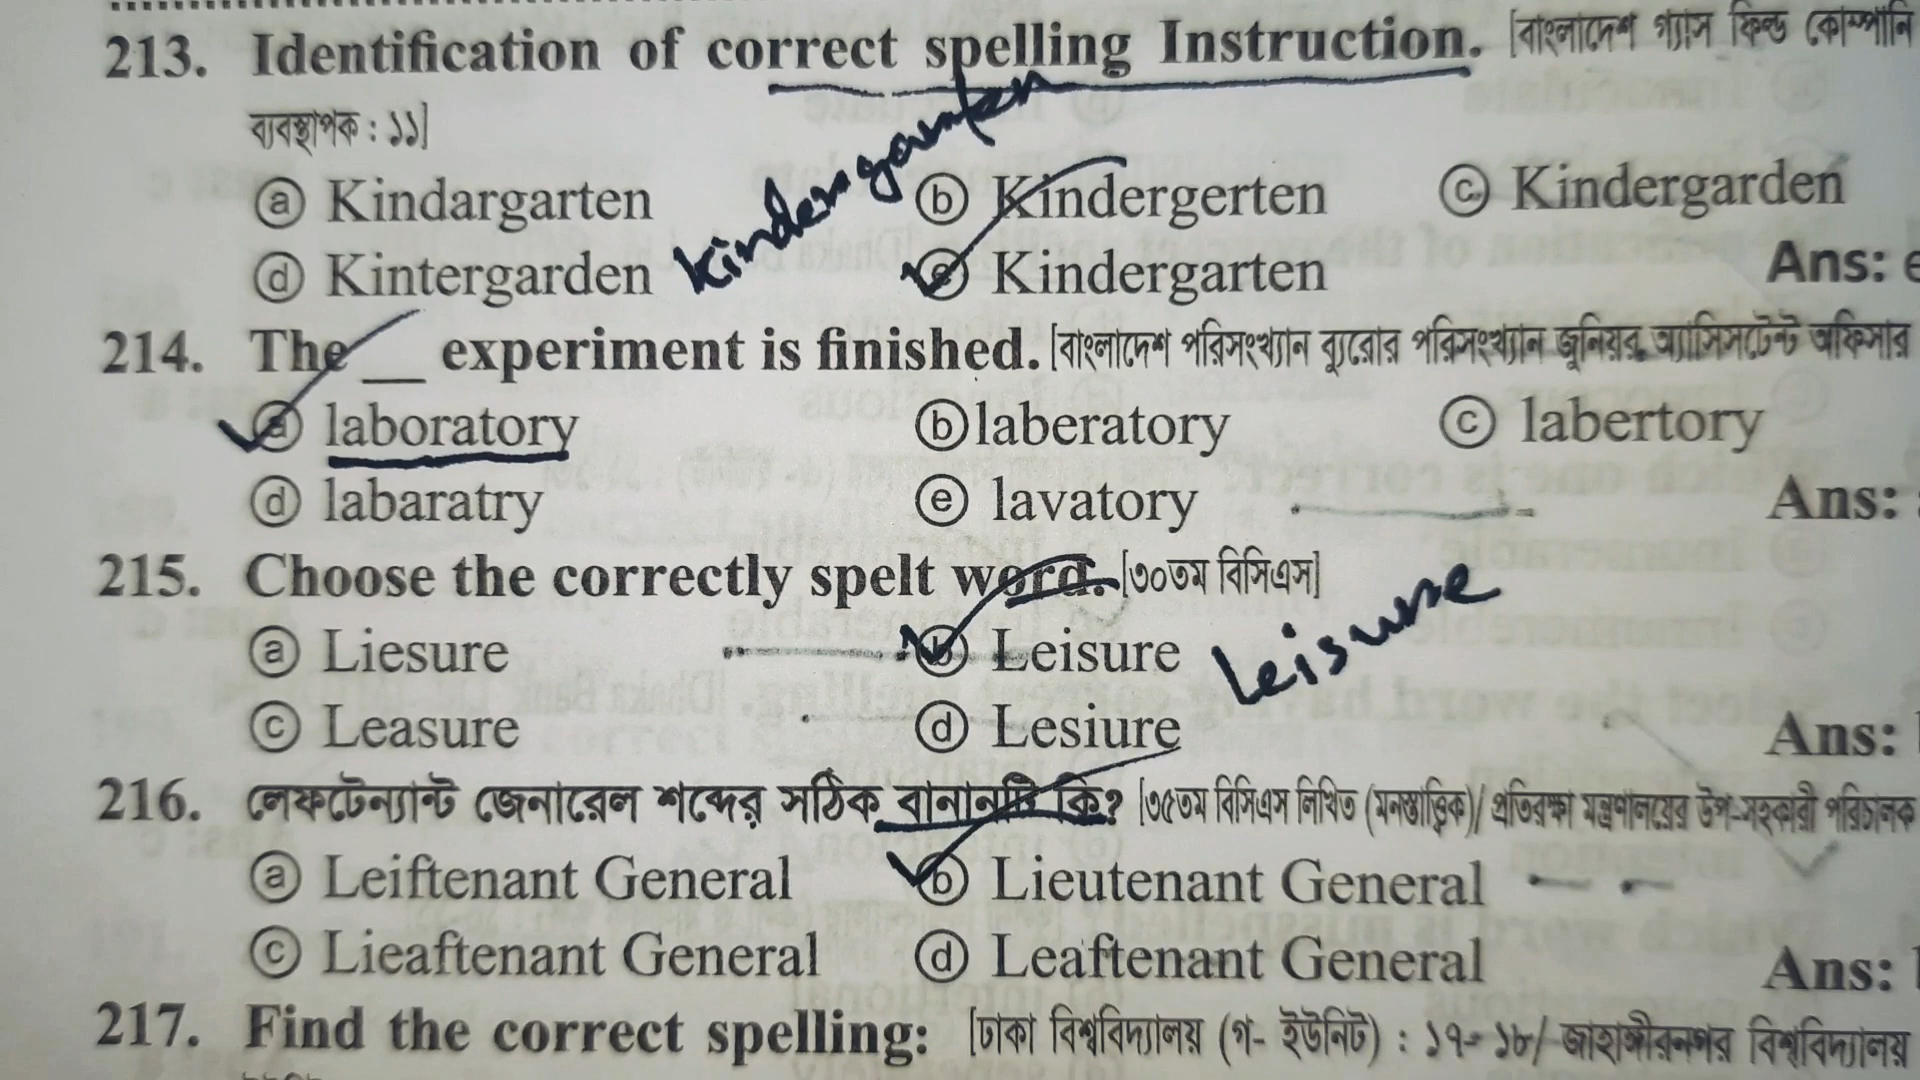 213. Identification of correct spelling Instruction. [বাংলাদেশ গ্যাস ফিল্ড কোম্পানি
ব্যবস্থাপক : ১১]
ⓐ Kindargarten ⓑ Kindergerten ⓒ Kindergarden
kindergarten
ⓓ Kintergarden ⓔ Kindergarten Ans: e
214. The __ experiment is finished. [বাংলাদেশ পরিসংখ্যান ব্যুরোর পরিসংখ্যান জুনিয়র অ্যাসিসটেন্ট অফিসার
ⓐ laboratory ⓑ laberatory ⓒ labertory
ⓓ labaratry ⓔ lavatory Ans:
215. Choose the correctly spelt word. [৩০তম বিসিএস]
ⓐ Liesure ⓑ Leisure Leisure
ⓒ Leasure ⓓ Lesiure Ans:
216. লেফটেন্যান্ট জেনারেল শব্দের সঠিক বানানটি কি? [৩৫তম বিসিএস লিখিত (মনস্তাত্ত্বিক)/ প্রতিরক্ষা মন্ত্রণালয়ের উপ-সহকারী পরিচালক
ⓐ Leiftenant General ⓑ Lieutenant General
ⓒ Lieaftenant General ⓓ Leaftenant General Ans:
217. Find the correct spelling: [ঢাকা বিশ্ববিদ্যালয় (গ- ইউনিট) : ১৭-১৮/ জাহাঙ্গীরনগর বিশ্ববিদ্যালয়